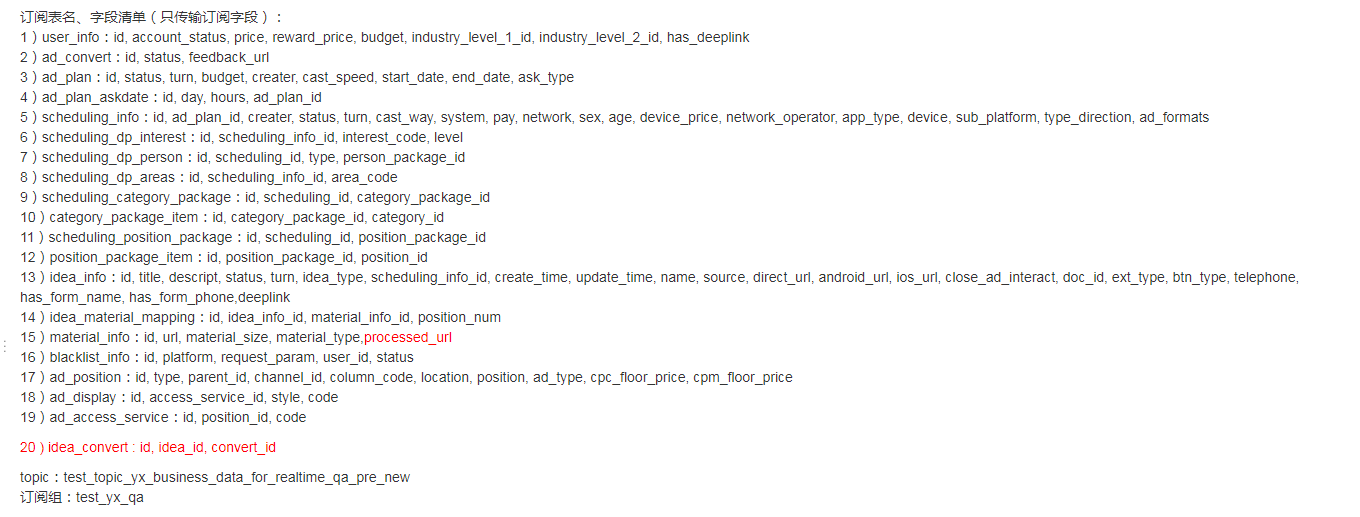 订阅表名、字段清单（只传输订阅字段）：
1）user_info：id, account_status, price, reward_price, budget, industry_level_1_id, industry_level_2_id, has_deeplink
2）ad_convert：id, status, feedback_url
3）ad_plan：id, status, turn, budget, creater, cast_speed, start_date, end_date, ask_type
4）ad_plan_askdate：id, day, hours, ad_plan_id
5）scheduling_info：id, ad_plan_id, creater, status, turn, cast_way, system, pay, network, sex, age, device_price, network_operator, app_type, device, sub_platform, type_direction, ad_formats
6）scheduling_dp_interest：id, scheduling_info_id, interest_code, level
7）scheduling_dp_person：id, scheduling_id, type, person_package_id
8）scheduling_dp_areas：id, scheduling_info_id, area_code
9）scheduling_category_package：id, scheduling_id, category_package_id
10）category_package_item：id, category_package_id, category_id
11）scheduling_position_package：id, scheduling_id, position_package_id
12）position_package_item：id, position_package_id, position_id
13）idea_info：id, title, descript, status, turn, idea_type, scheduling_info_id, create_time, update_time, name, source, direct_url, android_url, ios_url, close_ad_interact, doc_id, ext_type, btn_type, telephone,
has_form_name, has_form_phone,deeplink
14）idea_material_mapping：id, idea_info_id, material_info_id, position_num
15）material_info：id, url, material_size, material_type,processed_url
16）blacklist_info：id, platform, request_param, user_id, status
17）ad_position：id, type, parent_id, channel_id, column_code, location, position, ad_type, cpc_floor_price, cpm_floor_price
18）ad_display：id, access_service_id, style, code
19）ad_access_service：id, position_id, code
20 ) idea_convert : id, idea_id, convert_id
topic：test_topic_yx_business_data_for_realtime_qa_pre_new
订阅组：test_yx_qa